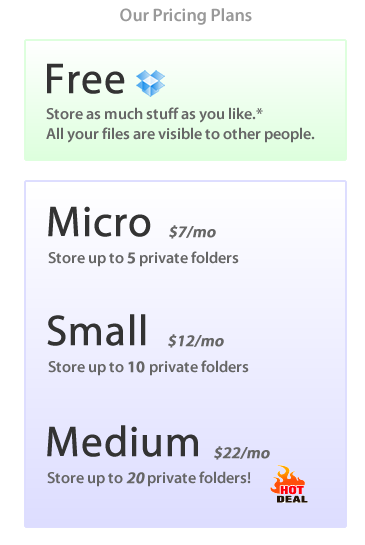 Our Pricing Plans
Free
Store as much stuff as you like.*
All your files are visible to other people.
Micro $7/mo
Store up to 5 private folders
Small $12/mo
Store up to 10 private folders
Medium $22/mo
Store up to 20 private folders!
HOT
DEAL